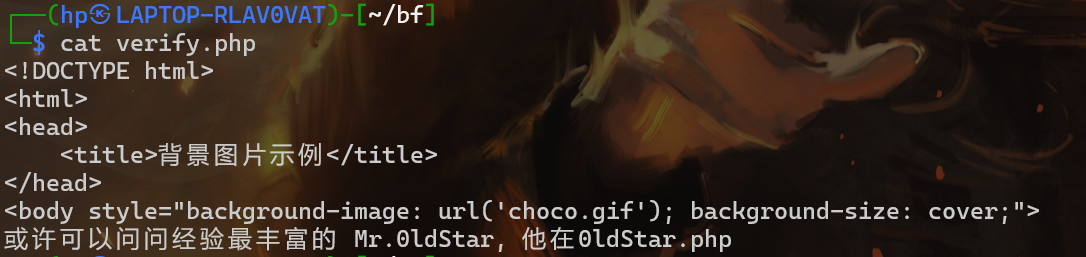 ┌──(hp㉿LAPTOP-RLAV0VAT)-[~/bf]
└─$ cat verify.php
<!DOCTYPE html>
<html>
<head>
    <title>背景图片示例</title>
</head>
<body style="background-image: url('choco.gif'); background-size: cover;">
或许可以问问经验最丰富的 Mr.0ldStar, 他在0ldStar.php